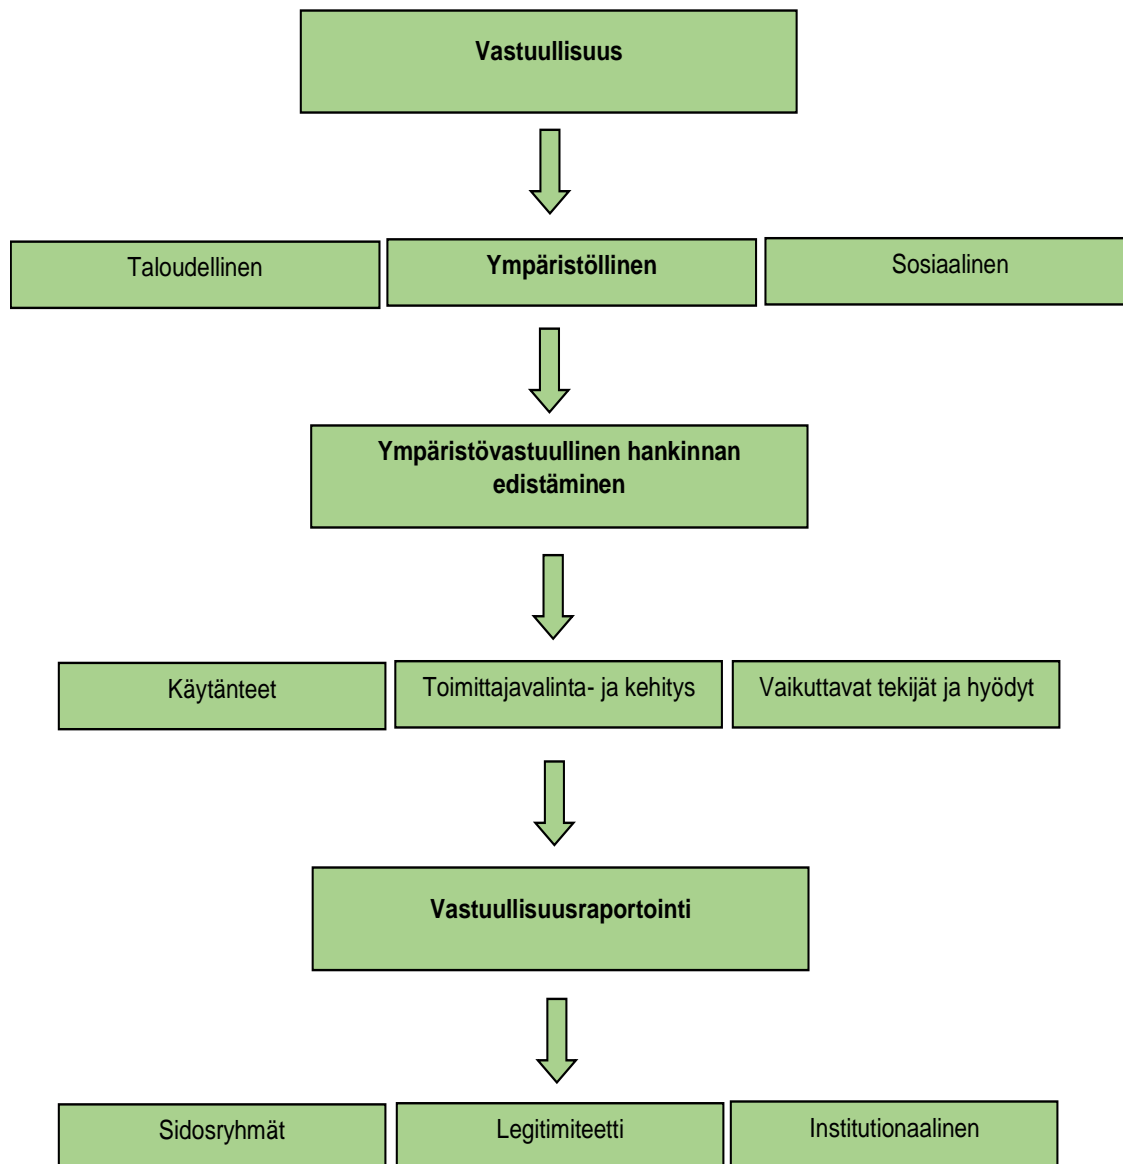 Vastuullisuus
Taloudellinen
Ympäristöllinen
Sosiaalinen
Ympäristövastuullinen hankinnan
edistäminen
Käytänteet
Toimittajavalinta- ja kehitys
Vaikuttavat tekijät ja hyödyt
Vastuullisuusraportointi
Sidosryhmät
Legitimiteetti
Institutionaalinen